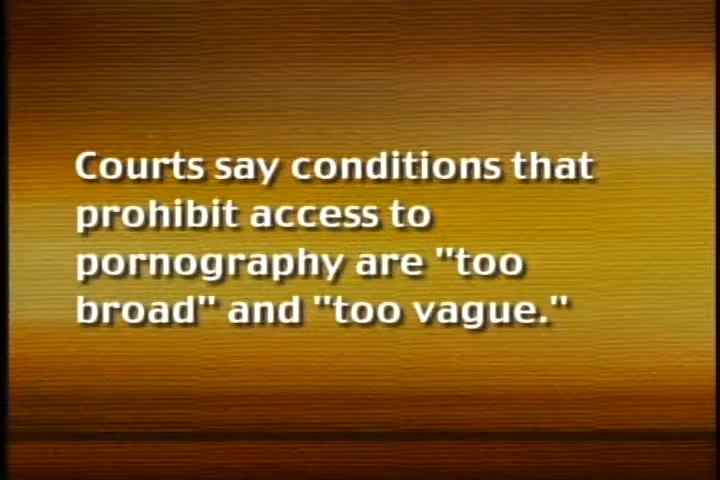 Courts say conditions that
prohibit access to
pornography are "too
broad" and "too vague."